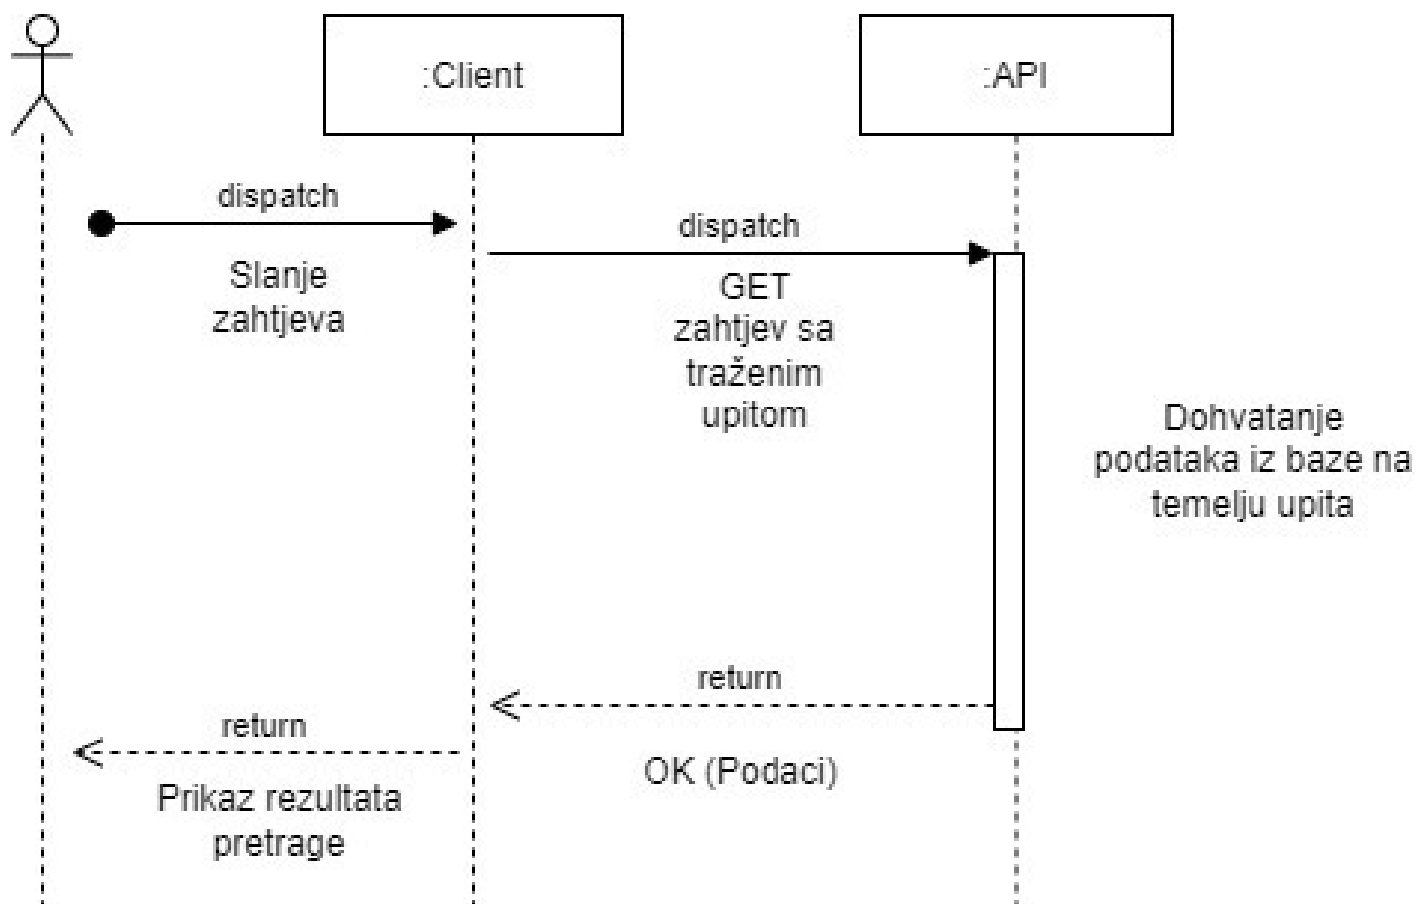 :Client
:API
dispatch
Slanje
zahtjeva
dispatch
GET
zahtjev sa
traženim
upitom
Dohvatanje
podataka iz baze na
temelju upita
return
OK (Podaci)
return
Prikaz rezultata
pretrage